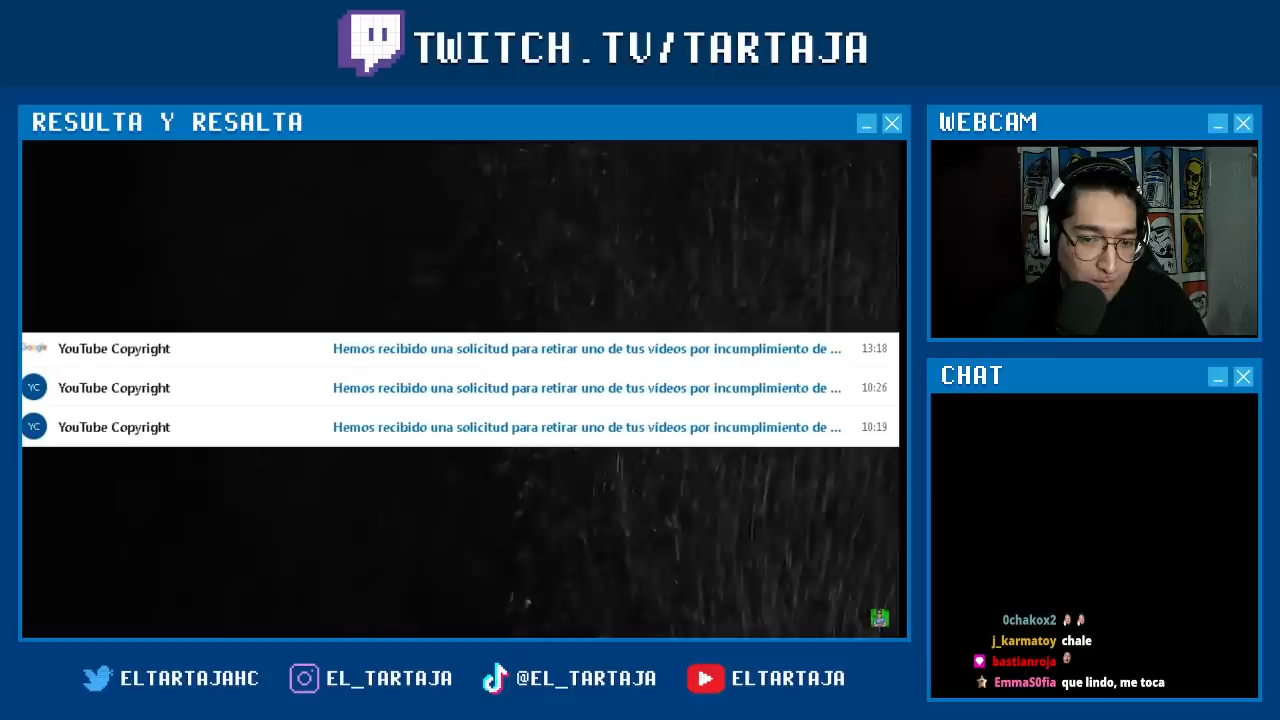 TWITCH.TV/TARTAJA
RESULTA Y RESALTA
Google YouTube Copyright Hemos recibido una solicitud para retirar uno de tus vídeos por incumplimiento de ... 13:18
YC YouTube Copyright Hemos recibido una solicitud para retirar uno de tus vídeos por incumplimiento de ... 10:26
YC YouTube Copyright Hemos recibido una solicitud para retirar uno de tus vídeos por incumplimiento de ... 10:19
WEBCAM
CHAT
0chakox2
j_karmatoy chale
bastianroja
EmmaS0fia que lindo, me toca
ELTARTAJAHC EL_TARTAJA @EL_TARTAJA ELTARTAJA